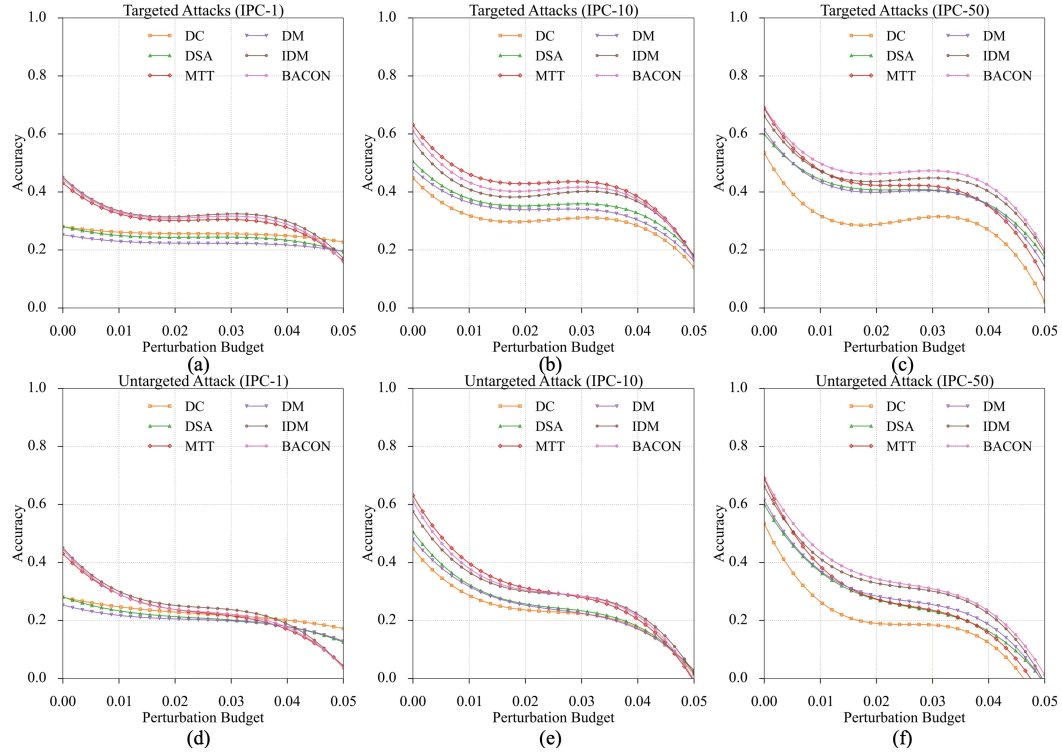 Targeted Attacks (IPC-1)
1.0
0.8
0.6
0.4
0.2
0.0
Accuracy
DC
DSA
MTT
DM
IDM
BACON
0.00 0.01 0.02 0.03 0.04 0.05
Perturbation Budget
(a)
Targeted Attacks (IPC-10)
1.0
0.8
0.6
0.4
0.2
0.0
Accuracy
DC
DSA
MTT
DM
IDM
BACON
0.00 0.01 0.02 0.03 0.04 0.05
Perturbation Budget
(b)
Targeted Attacks (IPC-50)
1.0
0.8
0.6
0.4
0.2
0.0
Accuracy
DC
DSA
MTT
DM
IDM
BACON
0.00 0.01 0.02 0.03 0.04 0.05
Perturbation Budget
(c)
Untargeted Attack (IPC-1)
1.0
0.8
0.6
0.4
0.2
0.0
Accuracy
DC
DSA
MTT
DM
IDM
BACON
0.00 0.01 0.02 0.03 0.04 0.05
Perturbation Budget
(d)
Untargeted Attack (IPC-10)
1.0
0.8
0.6
0.4
0.2
0.0
Accuracy
DC
DSA
MTT
DM
IDM
BACON
0.00 0.01 0.02 0.03 0.04 0.05
Perturbation Budget
(e)
Untargeted Attack (IPC-50)
1.0
0.8
0.6
0.4
0.2
0.0
Accuracy
DC
DSA
MTT
DM
IDM
BACON
0.00 0.01 0.02 0.03 0.04 0.05
Perturbation Budget
(f)